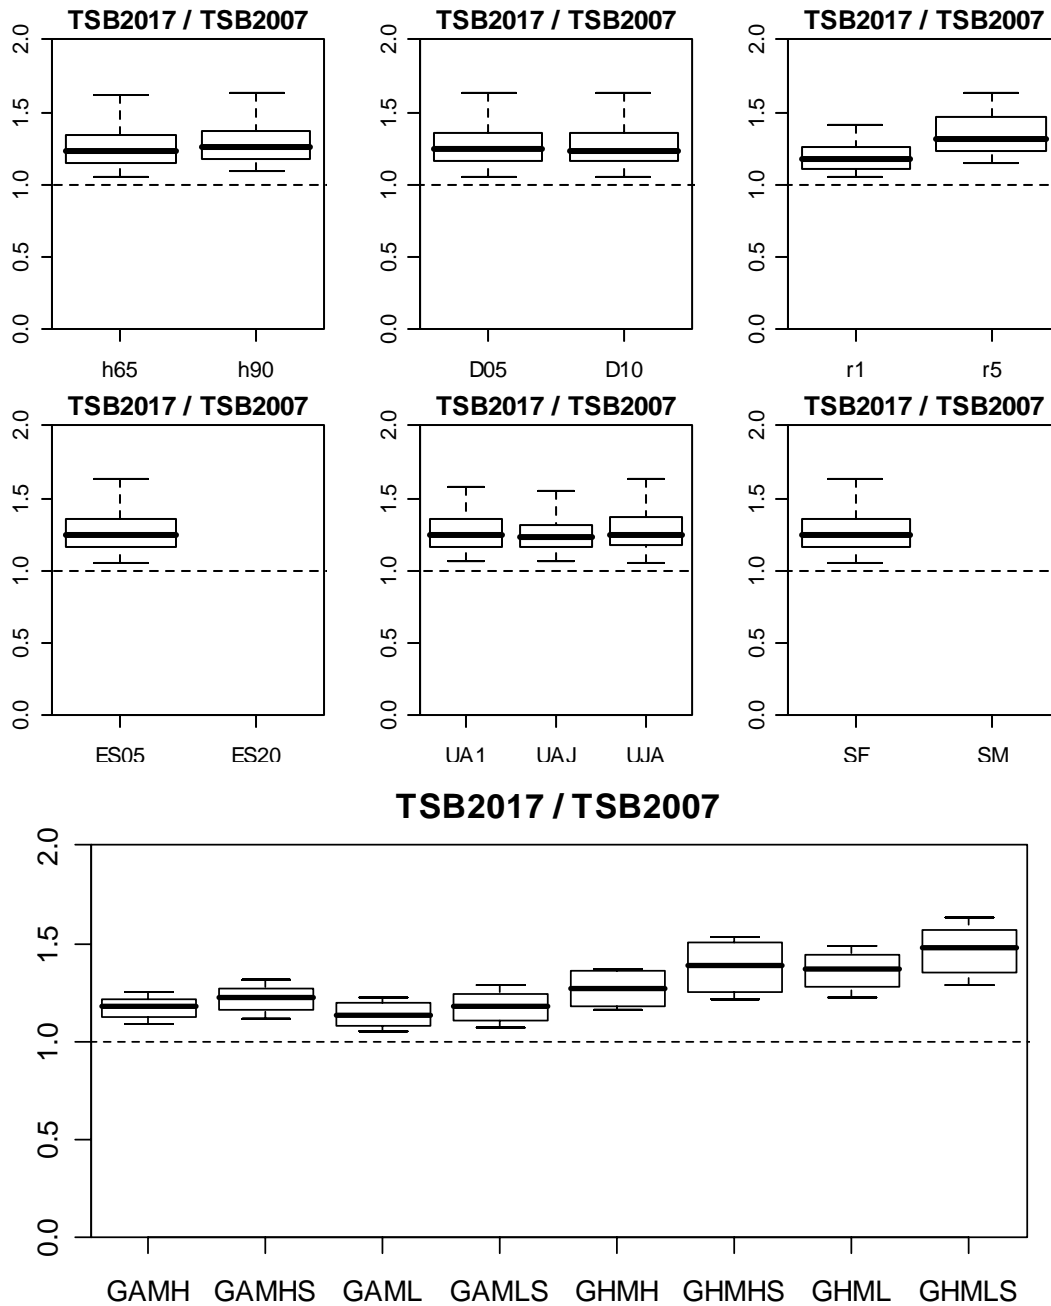 TSB2017 / TSB2007 TSB2017 / TSB2007 TSB2017 / TSB2007
2.0 2.0 2.0
1.5 1.5 1.5
1.0 1.0 1.0
0.5 0.5 0.5
0.0 0.0 0.0
h65 h90 D05 D10 r1 r5
TSB2017 / TSB2007 TSB2017 / TSB2007 TSB2017 / TSB2007
2.0 2.0 2.0
1.5 1.5 1.5
1.0 1.0 1.0
0.5 0.5 0.5
0.0 0.0 0.0
ES05 ES20 UA1 UAJ UJA SF SM
TSB2017 / TSB2007
2.0
1.5
1.0
0.5
0.0
GAMH GAMHS GAML GAMLS GHMH GHMHS GHML GHMLS